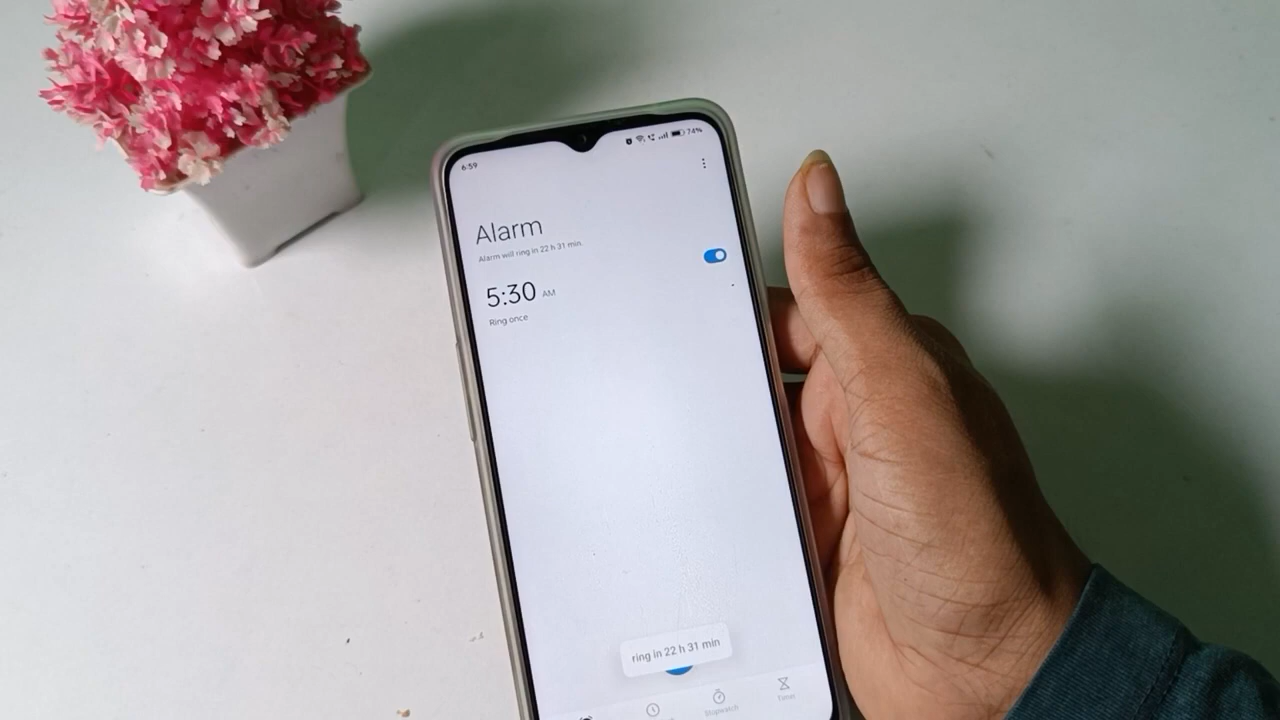 6:59 74%
Alarm
Alarm will ring in 22 h 31 min.
5:30 AM
Ring once
ring in 22 h 31 min
Stopwatch
Timer